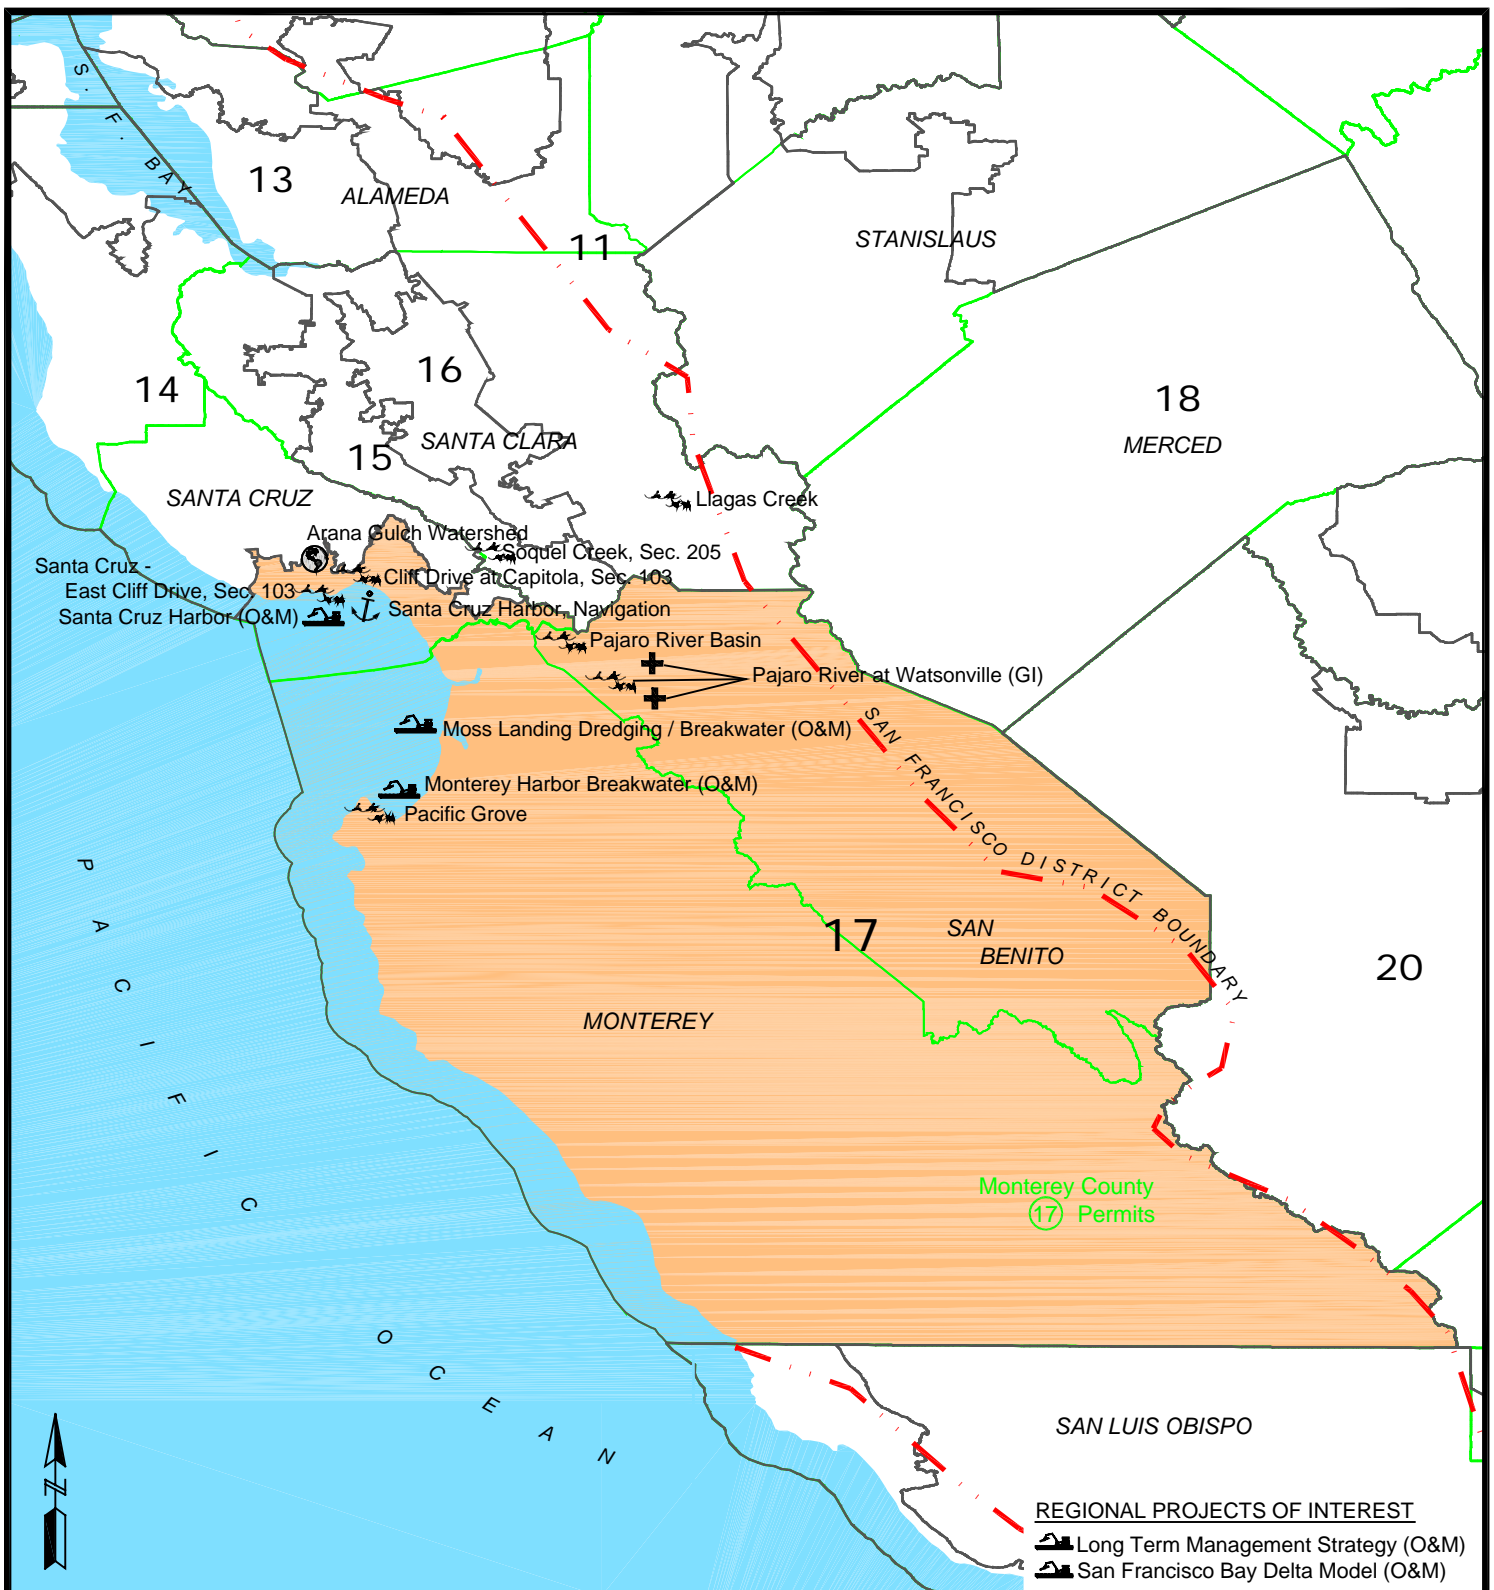 S. F. BAY
13
ALAMEDA
11
STANISLAUS
14
16
18
MERCED
15
SANTA CLARA
SANTA CRUZ
Llagas Creek
Arana Gulch Watershed
Soquel Creek, Sec. 205
Santa Cruz -
East Cliff Drive, Sec. 103
Cliff Drive at Capitola, Sec. 103
Santa Cruz Harbor (O&M)
Santa Cruz Harbor, Navigation
Pajaro River Basin
Pajaro River at Watsonville (GI)
Moss Landing Dredging / Breakwater (O&M)
Monterey Harbor Breakwater (O&M)
Pacific Grove
SAN FRANCISCO DISTRICT BOUNDARY
PACIFIC OCEAN
17
SAN
BENITO
20
MONTEREY
Monterey County
17 Permits
SAN LUIS OBISPO
N
REGIONAL PROJECTS OF INTEREST
Long Term Management Strategy (O&M)
San Francisco Bay Delta Model (O&M)